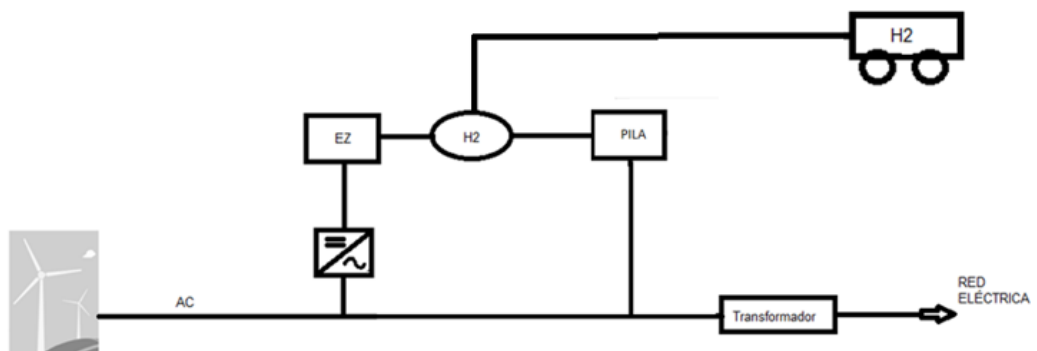 H2
EZ
H2
PILA
AC
Transformador
RED
ELÉCTRICA